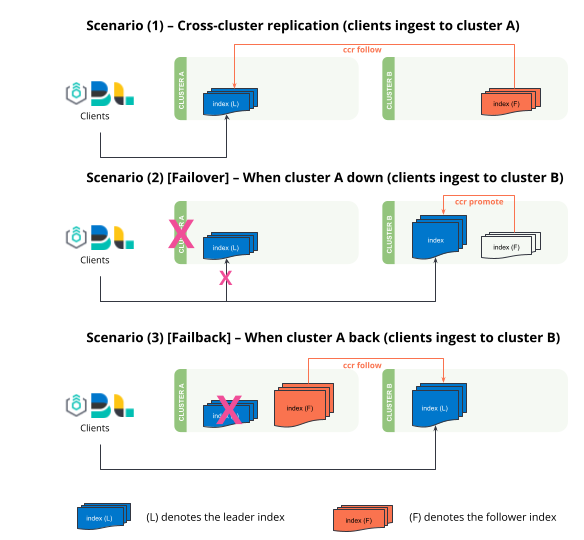 Scenario (1) – Cross-cluster replication (clients ingest to cluster A)
ccr follow
CLUSTER A
index (L)
CLUSTER B
index (F)
Clients
Scenario (2) [Failover] – When cluster A down (clients ingest to cluster B)
ccr promote
CLUSTER A
X
index (L)
CLUSTER B
index
index (F)
Clients
X
Scenario (3) [Failback] – When cluster A back (clients ingest to cluster B)
ccr follow
CLUSTER A
X
index (F)
CLUSTER B
index (L)
Clients
index (L)
(L) denotes the leader index
index (F)
(F) denotes the follower index